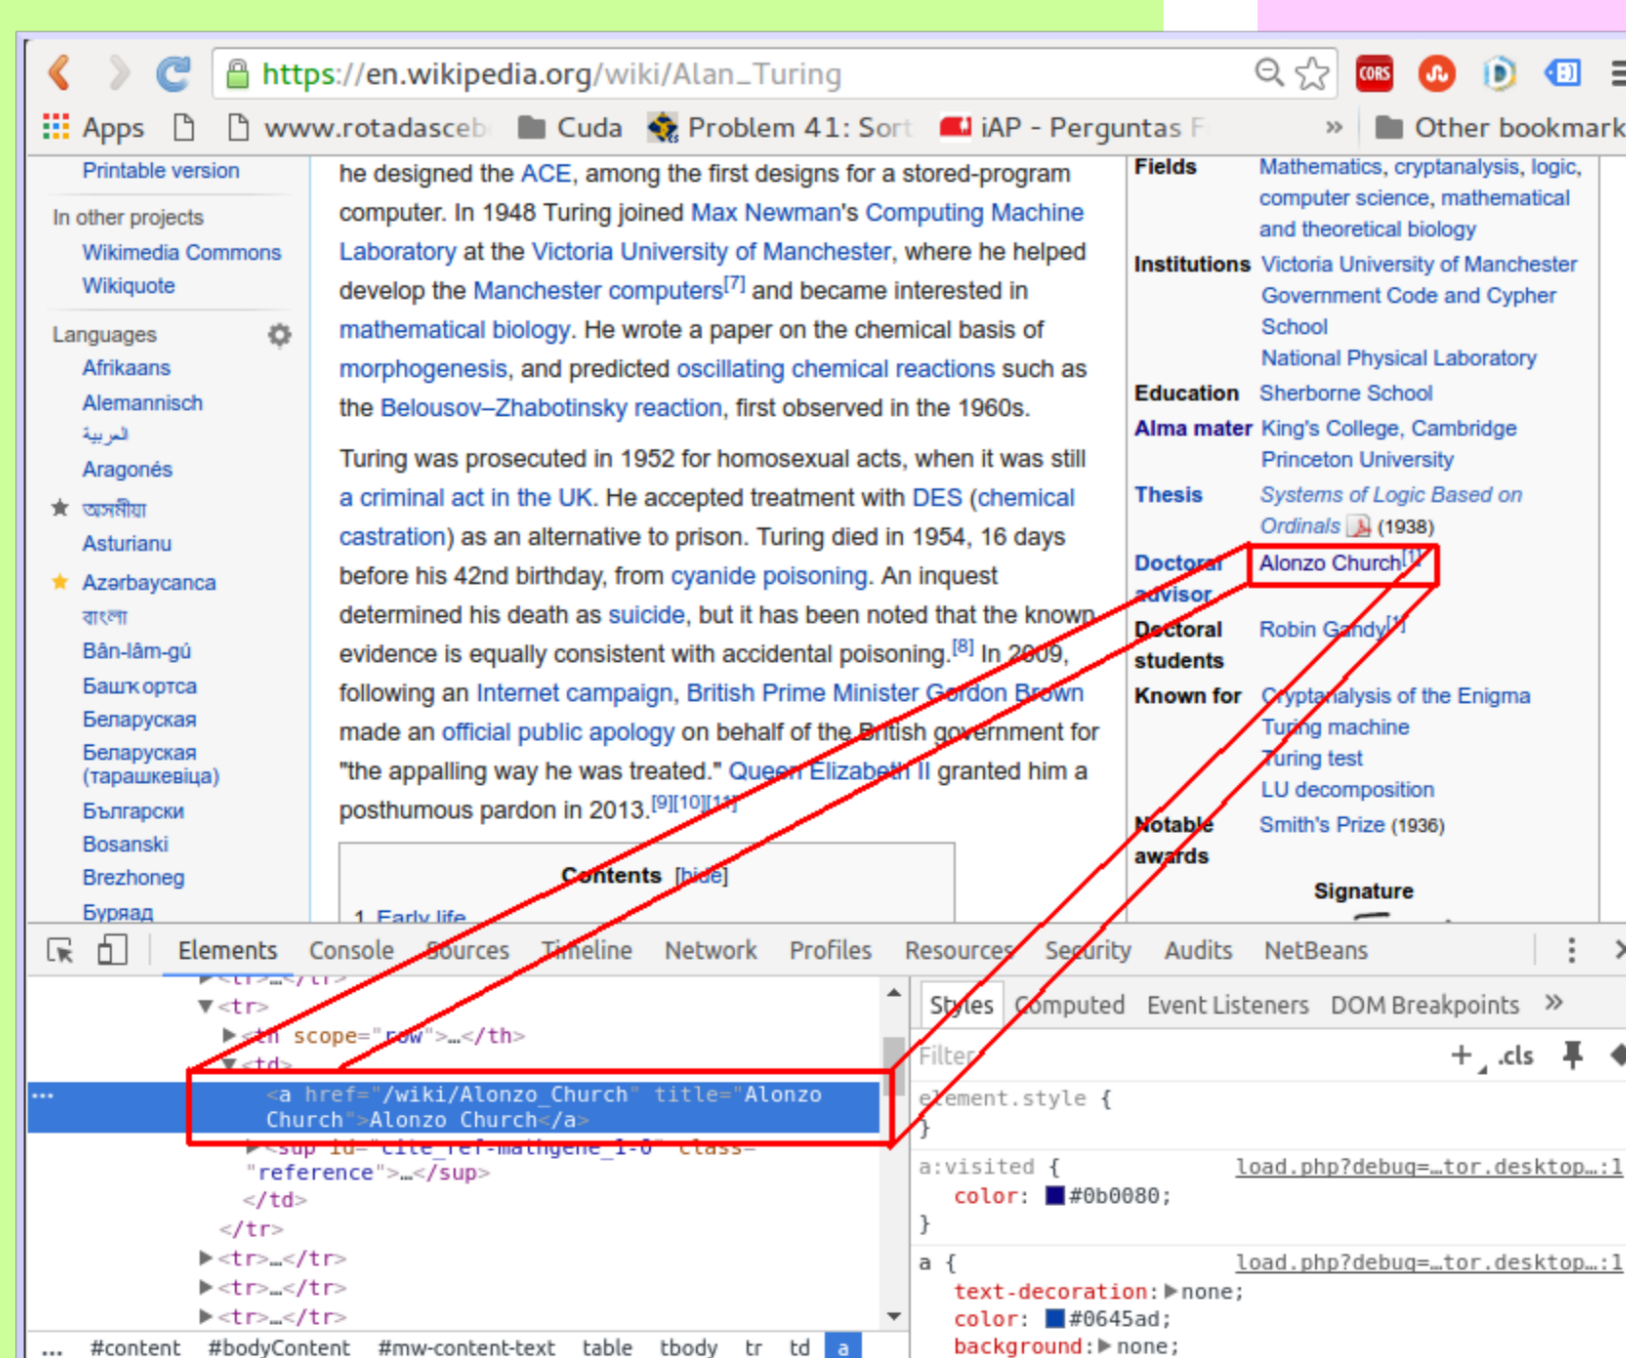 https://en.wikipedia.org/wiki/Alan_Turing
CORS
Apps www.rotadasceb Cuda Problem 41: Sort iAP - Perguntas F » Other bookmark
Printable version
In other projects
Wikimedia Commons
Wikiquote
Languages
Afrikaans
Alemannisch
العربية
Aragonés
অসমীয়া
Asturianu
Azərbaycanca
বাংলা
Bân-lâm-gú
Башҡортса
Беларуская
Беларуская
(тарашкевіца)
Български
Bosanski
Brezhoneg
Буряад
he designed the ACE, among the first designs for a stored-program
computer. In 1948 Turing joined Max Newman's Computing Machine
Laboratory at the Victoria University of Manchester, where he helped
develop the Manchester computers[7] and became interested in
mathematical biology. He wrote a paper on the chemical basis of
morphogenesis, and predicted oscillating chemical reactions such as
the Belousov–Zhabotinsky reaction, first observed in the 1960s.
Turing was prosecuted in 1952 for homosexual acts, when it was still
a criminal act in the UK. He accepted treatment with DES (chemical
castration) as an alternative to prison. Turing died in 1954, 16 days
before his 42nd birthday, from cyanide poisoning. An inquest
determined his death as suicide, but it has been noted that the known
evidence is equally consistent with accidental poisoning.[8] In 2009,
following an Internet campaign, British Prime Minister Gordon Brown
made an official public apology on behalf of the British government for
"the appalling way he was treated." Queen Elizabeth II granted him a
posthumous pardon in 2013.[9][10][11]
Contents [hide]
1 Early life
Fields Mathematics, cryptanalysis, logic,
computer science, mathematical
and theoretical biology
Institutions Victoria University of Manchester
Government Code and Cypher
School
National Physical Laboratory
Education Sherborne School
Alma mater King's College, Cambridge
Princeton University
Thesis Systems of Logic Based on
Ordinals (1938)
Doctoral Alonzo Church[1]
advisor
Doctoral Robin Gandy[1]
students
Known for Cryptanalysis of the Enigma
Turing machine
Turing test
LU decomposition
Notable Smith's Prize (1936)
awards
Signature
Elements Console Sources Timeline Network Profiles Resources Security Audits NetBeans
▶<tr>…</tr>
▼<tr>
▶<th scope="row">…</th>
▼<td>
<a href="/wiki/Alonzo_Church" title="Alonzo
Church">Alonzo Church</a>
▶<sup id="cite_ref-mathgene_1-0" class=
"reference">…</sup>
</td>
</tr>
▶<tr>…</tr>
▶<tr>…</tr>
▶<tr>…</tr>
... #content #bodyContent #mw-content-text table tbody tr td a
Styles Computed Event Listeners DOM Breakpoints »
Filter + .cls
element.style {
}
a:visited { load.php?debug=…tor.desktop…:1
color: #0b0080;
}
a { load.php?debug=…tor.desktop…:1
text-decoration:▶none;
color: #0645ad;
background:▶none;